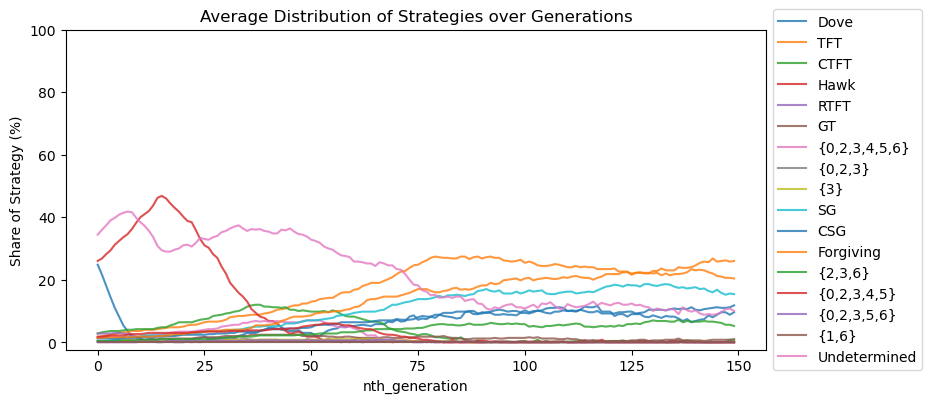 Average Distribution of Strategies over Generations
Share of Strategy (%)
100
80
60
40
20
0
0 25 50 75 100 125 150
nth_generation
Dove
TFT
CTFT
Hawk
RTFT
GT
{0,2,3,4,5,6}
{0,2,3}
{3}
SG
CSG
Forgiving
{2,3,6}
{0,2,3,4,5}
{0,2,3,5,6}
{1,6}
Undetermined